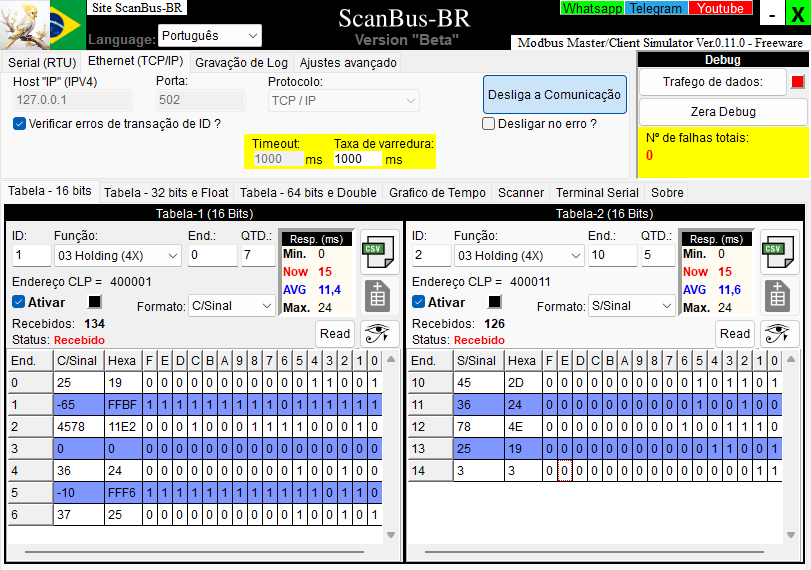 Site ScanBus-BR
Whatsapp Telegram Youtube
- X
ScanBus-BR
Language: Português
Version "Beta"
Modbus Master/Client Simulator Ver.0.11.0 - Freeware
Serial (RTU) Ethernet (TCP/IP) Gravação de Log Ajustes avançado
Debug
Host "IP" (IPV4) Porta: Protocolo:
127.0.0.1 502 TCP / IP
Desliga a Comunicação
Trafego de dados:
Zera Debug
Verificar erros de transação de ID ?
Desligar no erro ?
Nº de falhas totais:
0
Timeout: Taxa de varredura:
1000 ms 1000 ms
Tabela - 16 bits Tabela - 32 bits e Float Tabela - 64 bits e Double Grafico de Tempo Scanner Terminal Serial Sobre
Tabela-1 (16 Bits)
ID: Função: End.: QTD.:
1 03 Holding (4X) 0 7
Resp. (ms)
Min. 0
Now 15
AVG 11,4
Max. 24
CSV
Endereço CLP = 400001
Ativar
Formato: C/Sinal
Recebidos: 134
Status: Recebido
Read
End. C/Sinal Hexa F E D C B A 9 8 7 6 5 4 3 2 1 0
0 25 19 0 0 0 0 0 0 0 0 0 0 0 1 1 0 0 1
1 -65 FFBF 1 1 1 1 1 1 1 1 1 0 1 1 1 1 1 1
2 4578 11E2 0 0 0 1 0 0 0 1 1 1 1 0 0 0 1 0
3 0 0 0 0 0 0 0 0 0 0 0 0 0 0 0 0 0 0
4 36 24 0 0 0 0 0 0 0 0 0 0 1 0 0 1 0 0
5 -10 FFF6 1 1 1 1 1 1 1 1 1 1 1 1 0 1 1 0
6 37 25 0 0 0 0 0 0 0 0 0 0 1 0 0 1 0 1
Tabela-2 (16 Bits)
ID: Função: End.: QTD.:
2 03 Holding (4X) 10 5
Resp. (ms)
Min. 0
Now 15
AVG 11,6
Max. 24
CSV
Endereço CLP = 400011
Ativar
Formato: S/Sinal
Recebidos: 126
Status: Recebido
Read
End. S/Sinal Hexa F E D C B A 9 8 7 6 5 4 3 2 1 0
10 45 2D 0 0 0 0 0 0 0 0 0 0 1 0 1 1 0 1
11 36 24 0 0 0 0 0 0 0 0 0 0 1 0 0 1 0 0
12 78 4E 0 0 0 0 0 0 0 0 0 1 0 0 1 1 1 0
13 25 19 0 0 0 0 0 0 0 0 0 0 0 1 1 0 0 1
14 3 3 0 0 0 0 0 0 0 0 0 0 0 0 0 0 1 1